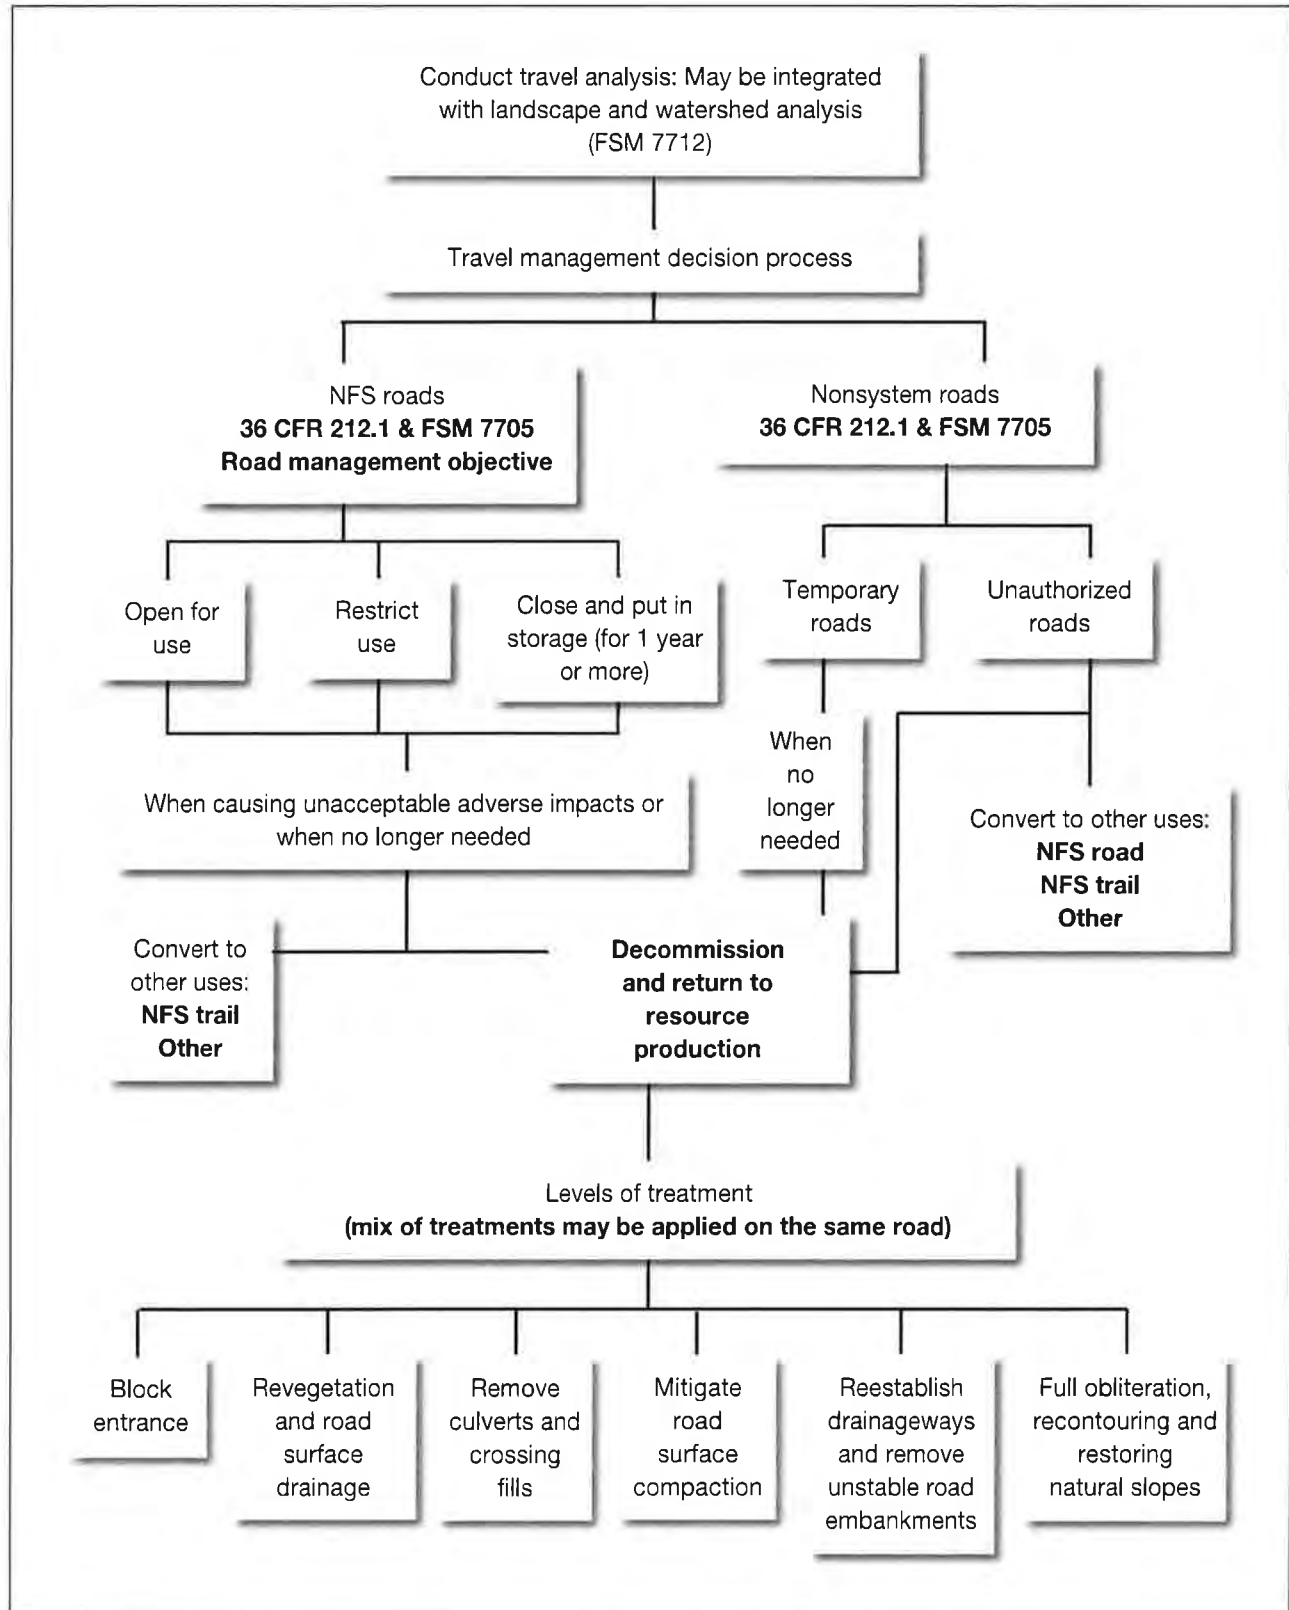 Conduct travel analysis: May be integrated
with landscape and watershed analysis
(FSM 7712)
Travel management decision process
NFS roads
36 CFR 212.1 & FSM 7705
Road management objective
Nonsystem roads
36 CFR 212.1 & FSM 7705
Open for
use
Restrict
use
Close and put in
storage (for 1 year
or more)
Temporary
roads
Unauthorized
roads
When causing unacceptable adverse impacts or
when no longer needed
When
no
longer
needed
Convert to other uses:
NFS road
NFS trail
Other
Convert to
other uses:
NFS trail
Other
Decommission
and return to
resource
production
Levels of treatment
(mix of treatments may be applied on the same road)
Block
entrance
Revegetation
and road
surface
drainage
Remove
culverts and
crossing
fills
Mitigate
road
surface
compaction
Reestablish
drainageways
and remove
unstable road
embankments
Full obliteration,
recontouring and
restoring
natural slopes